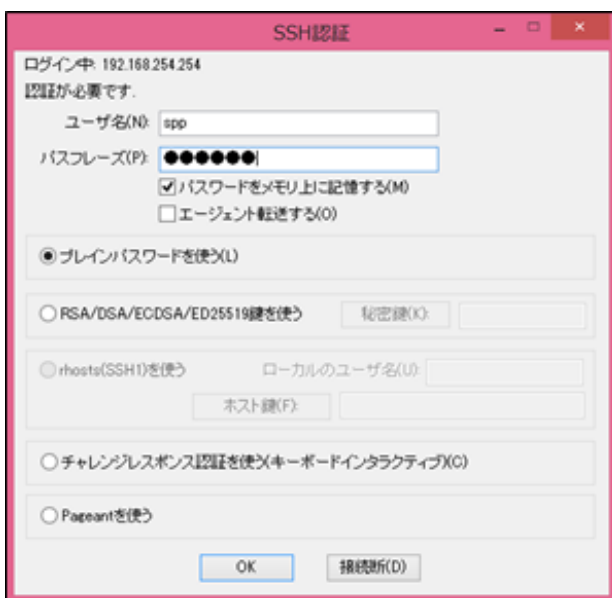 SSH認証
ログイン中: 192.168.254.254
認証が必要です.
ユーザ名(N): spp
パスフレーズ(P): ●●●●●●
パスワードをメモリ上に記憶する(M)
エージェント転送する(O)
プレインパスワードを使う(L)
RSA/DSA/ECDSA/ED25519鍵を使う 秘密鍵(K):
rhosts(SSH1)を使う ローカルのユーザ名(U):
ホスト鍵(F):
チャレンジレスポンス認証を使う(キーボードインタラクティブ)(C)
Pageantを使う
OK 接続断(D)